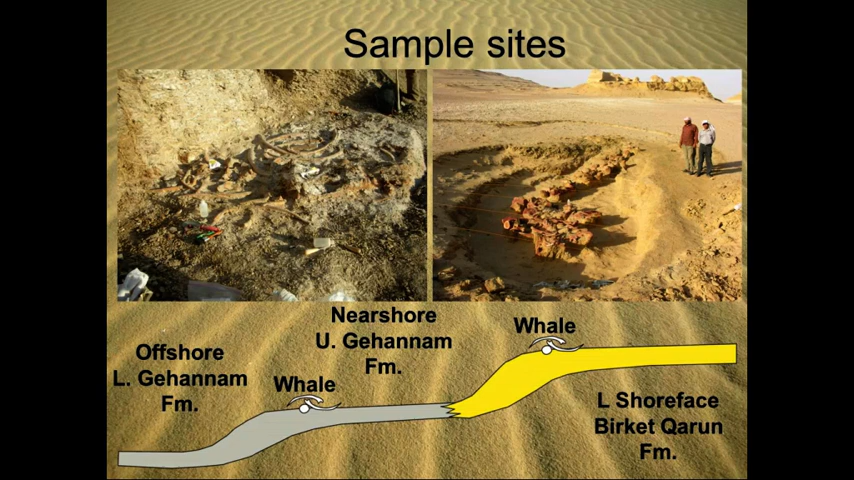 Sample sites
Nearshore
U. Gehannam
Fm.
Whale
Offshore
L. Gehannam
Fm.
Whale
L Shoreface
Birket Qarun
Fm.